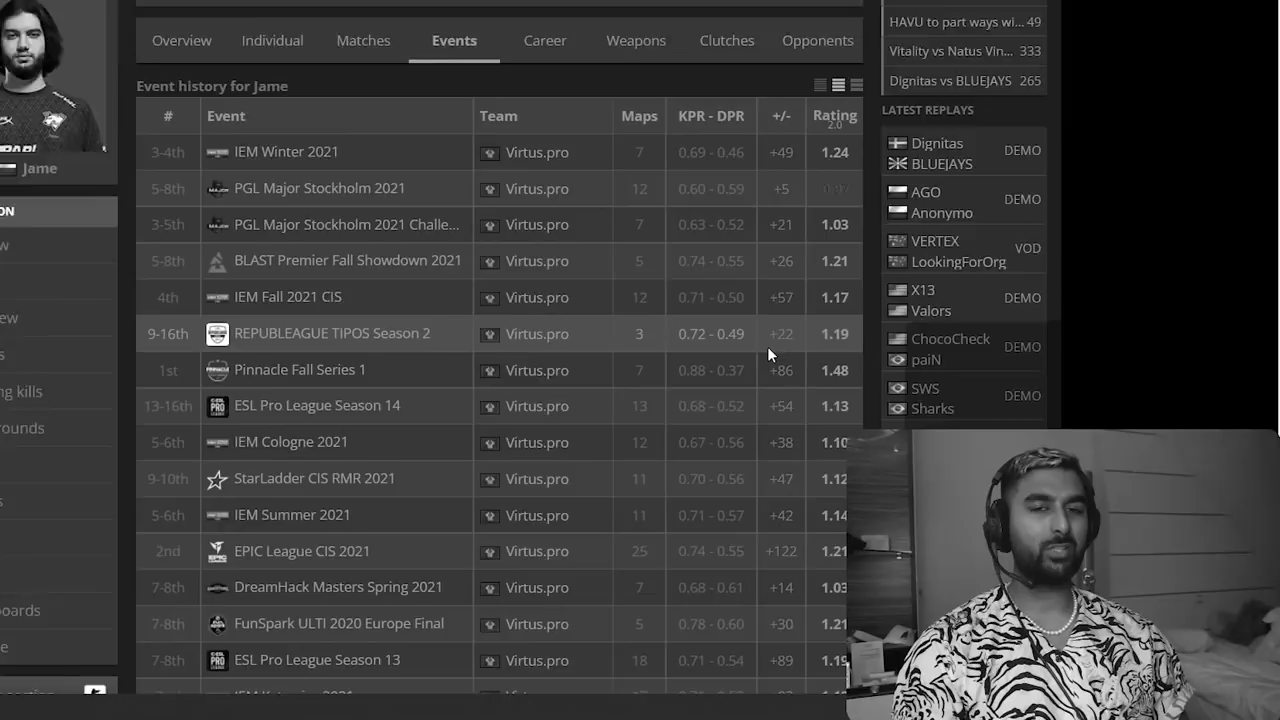 HAVU to part ways wi... 49
Overview Individual Matches Events Career Weapons Clutches Opponents
Vitality vs Natus Vin... 333
Dignitas vs BLUEJAYS 265
Event history for Jame
LATEST REPLAYS
# Event Team Maps KPR - DPR +/- Rating 2.0
3-4th IEM Winter 2021 Virtus.pro 7 0.69 - 0.46 +49 1.24
5-8th PGL Major Stockholm 2021 Virtus.pro 12 0.60 - 0.59 +5
3-5th PGL Major Stockholm 2021 Challe... Virtus.pro 7 0.63 - 0.52 +21 1.03
5-8th BLAST Premier Fall Showdown 2021 Virtus.pro 5 0.74 - 0.55 +26 1.21
4th IEM Fall 2021 CIS Virtus.pro 12 0.71 - 0.50 +57 1.17
9-16th REPUBLEAGUE TIPOS Season 2 Virtus.pro 3 0.72 - 0.49 +22 1.19
1st Pinnacle Fall Series 1 Virtus.pro 7 0.88 - 0.37 +86 1.48
13-16th ESL Pro League Season 14 Virtus.pro 13 0.68 - 0.52 +54 1.13
5-6th IEM Cologne 2021 Virtus.pro 12 0.67 - 0.56 +38 1.10
9-10th StarLadder CIS RMR 2021 Virtus.pro 11 0.70 - 0.56 +47 1.12
5-6th IEM Summer 2021 Virtus.pro 11 0.71 - 0.57 +42 1.14
2nd EPIC League CIS 2021 Virtus.pro 25 0.74 - 0.55 +122 1.21
7-8th DreamHack Masters Spring 2021 Virtus.pro 7 0.68 - 0.61 +14 1.03
7-8th FunSpark ULTI 2020 Europe Final Virtus.pro 5 0.78 - 0.60 +30 1.21
7-8th ESL Pro League Season 13 Virtus.pro 18 0.71 - 0.54 +89 1.19
Dignitas
BLUEJAYS
DEMO
AGO
Anonymo
DEMO
VERTEX
LookingForOrg
VOD
X13
Valors
DEMO
ChocoCheck
paiN
DEMO
SWS
Sharks
DEMO
Jame
ON
w
ew
s
ng kills
ounds
s
oards
e